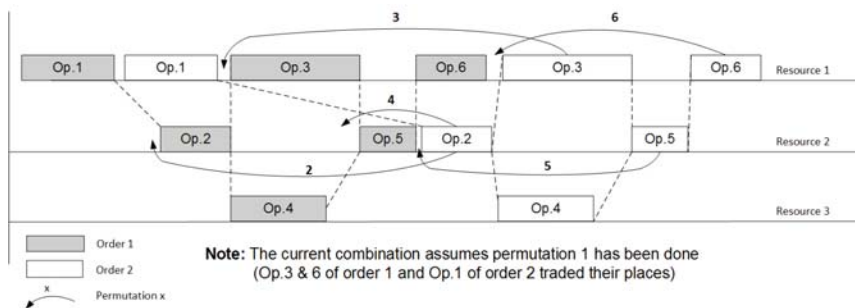 3
6
Op.1
Op.1
Op.3
Op.6
Op.3
Op.6
Resource 1
4
Op.2
Op.5
Op.2
Op.5
Resource 2
2
5
Op.4
Op.4
Resource 3
Order 1
Order 2
x
Permutation x
Note: The current combination assumes permutation 1 has been done
(Op.3 & 6 of order 1 and Op.1 of order 2 traded their places)